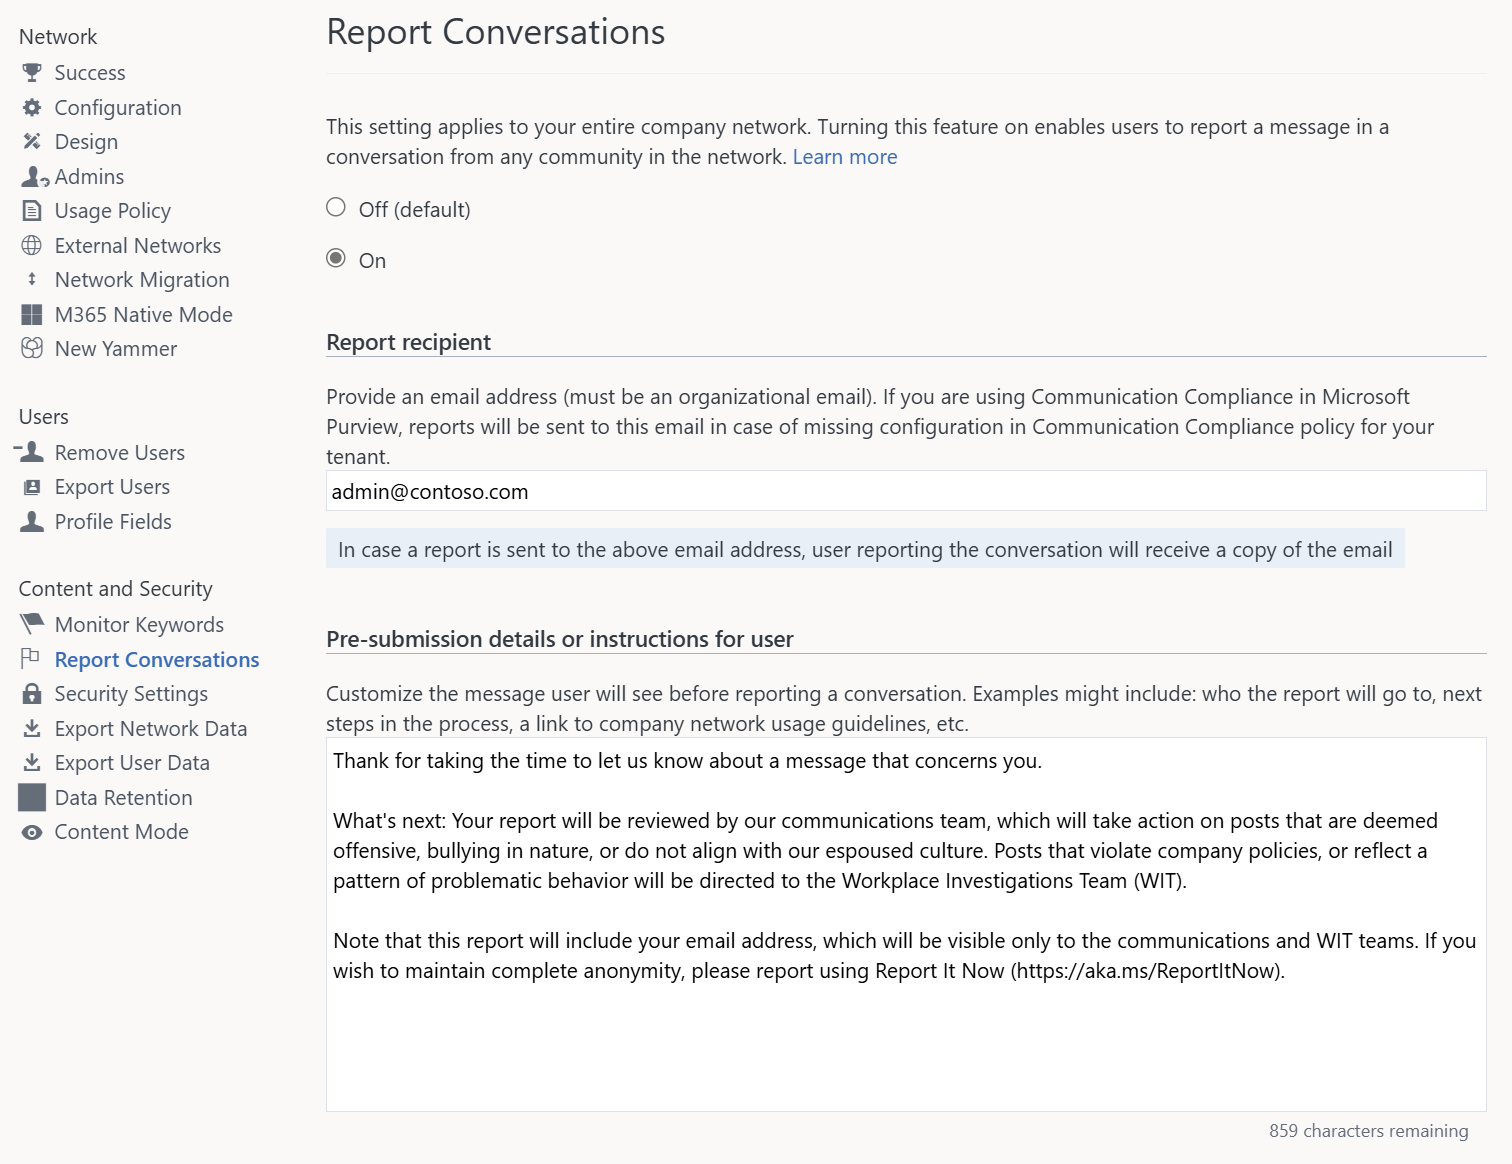 Network
Success
Configuration
Design
Admins
Usage Policy
External Networks
Network Migration
M365 Native Mode
New Yammer
Users
Remove Users
Export Users
Profile Fields
Content and Security
Monitor Keywords
Report Conversations
Security Settings
Export Network Data
Export User Data
Data Retention
Content Mode
Report Conversations
This setting applies to your entire company network. Turning this feature on enables users to report a message in a
conversation from any community in the network. Learn more
Off (default)
On
Report recipient
Provide an email address (must be an organizational email). If you are using Communication Compliance in Microsoft
Purview, reports will be sent to this email in case of missing configuration in Communication Compliance policy for your
tenant.
admin@contoso.com
In case a report is sent to the above email address, user reporting the conversation will receive a copy of the email
Pre-submission details or instructions for user
Customize the message user will see before reporting a conversation. Examples might include: who the report will go to, next
steps in the process, a link to company network usage guidelines, etc.
Thank for taking the time to let us know about a message that concerns you.
What's next: Your report will be reviewed by our communications team, which will take action on posts that are deemed
offensive, bullying in nature, or do not align with our espoused culture. Posts that violate company policies, or reflect a
pattern of problematic behavior will be directed to the Workplace Investigations Team (WIT).
Note that this report will include your email address, which will be visible only to the communications and WIT teams. If you
wish to maintain complete anonymity, please report using Report It Now (https://aka.ms/ReportItNow).
859 characters remaining